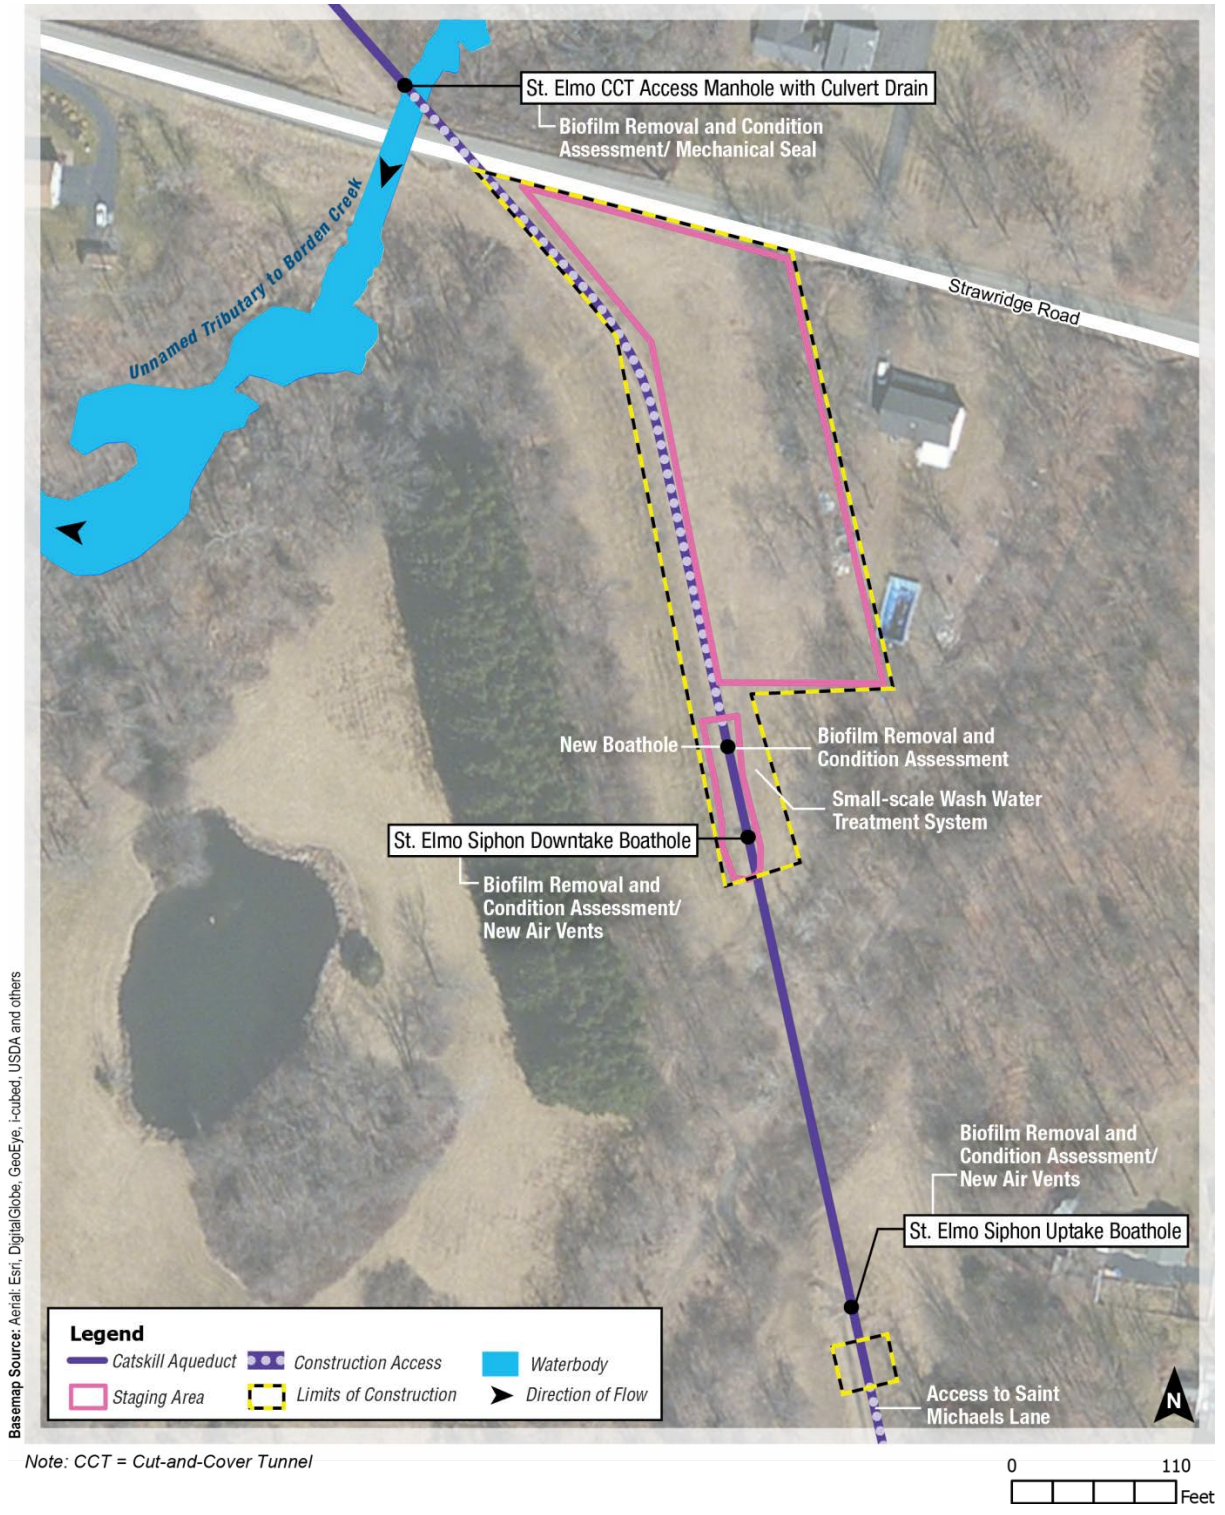 St. Elmo CCT Access Manhole with Culvert Drain
Biofilm Removal and Condition
Assessment/ Mechanical Seal
Unnamed Tributary to Borden Creek
Strawridge Road
New Boathole
Biofilm Removal and
Condition Assessment
Small-scale Wash Water
Treatment System
St. Elmo Siphon Downtake Boathole
Biofilm Removal and
Condition Assessment/
New Air Vents
Biofilm Removal and
Condition Assessment/
New Air Vents
St. Elmo Siphon Uptake Boathole
Access to Saint
Michaels Lane
N
Legend
Catskill Aqueduct
Construction Access
Waterbody
Staging Area
Limits of Construction
Direction of Flow
Basemap Source: Aerial: Esri, DigitalGlobe, GeoEye, i-cubed, USDA and others
Note: CCT = Cut-and-Cover Tunnel
0 110
Feet